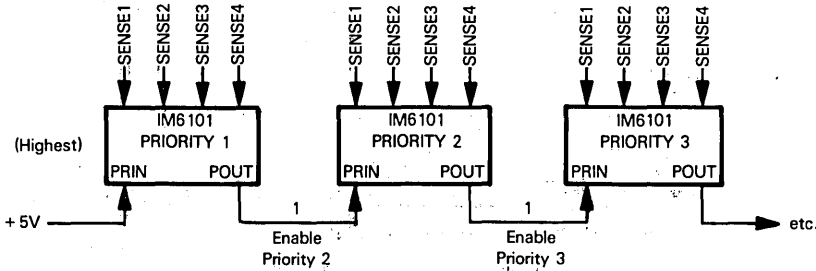 SENSE1 SENSE2 SENSE3 SENSE4 SENSE1 SENSE2 SENSE3 SENSE4 SENSE1 SENSE2 SENSE3 SENSE4
IM6101 IM6101 IM6101
(Highest) PRIORITY 1 PRIORITY 2 PRIORITY 3
PRIN POUT PRIN POUT PRIN POUT
+5V 1 1 etc.
Enable Enable
Priority 2 Priority 3